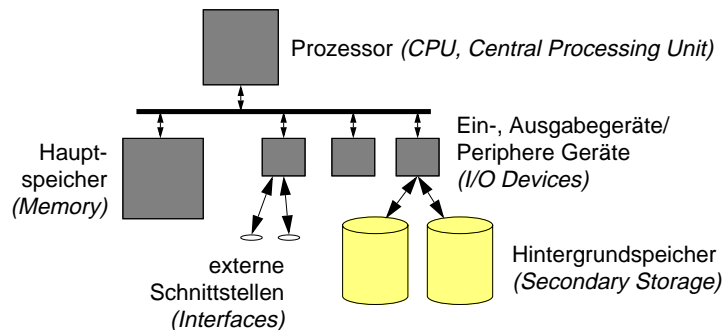 Prozessor (CPU, Central Processing Unit)
Haupt-
speicher
(Memory)
Ein-, Ausgabegeräte/
Periphere Geräte
(I/O Devices)
externe
Schnittstellen
(Interfaces)
Hintergrundspeicher
(Secondary Storage)